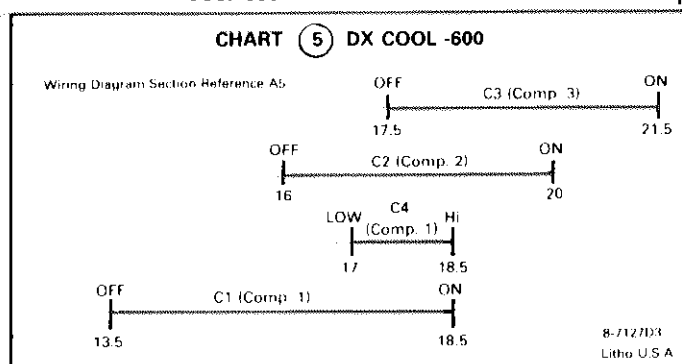 CHART 5 DX COOL -600
Wiring Diagram Section Reference A5
OFF C3 (Comp. 3) ON
17.5 21.5
OFF C2 (Comp. 2) ON
16 20
LOW C4 Hi
(Comp. 1)
17 18.5
OFF C1 (Comp. 1) ON
13.5 18.5
8-7127D3
Litho U.S.A